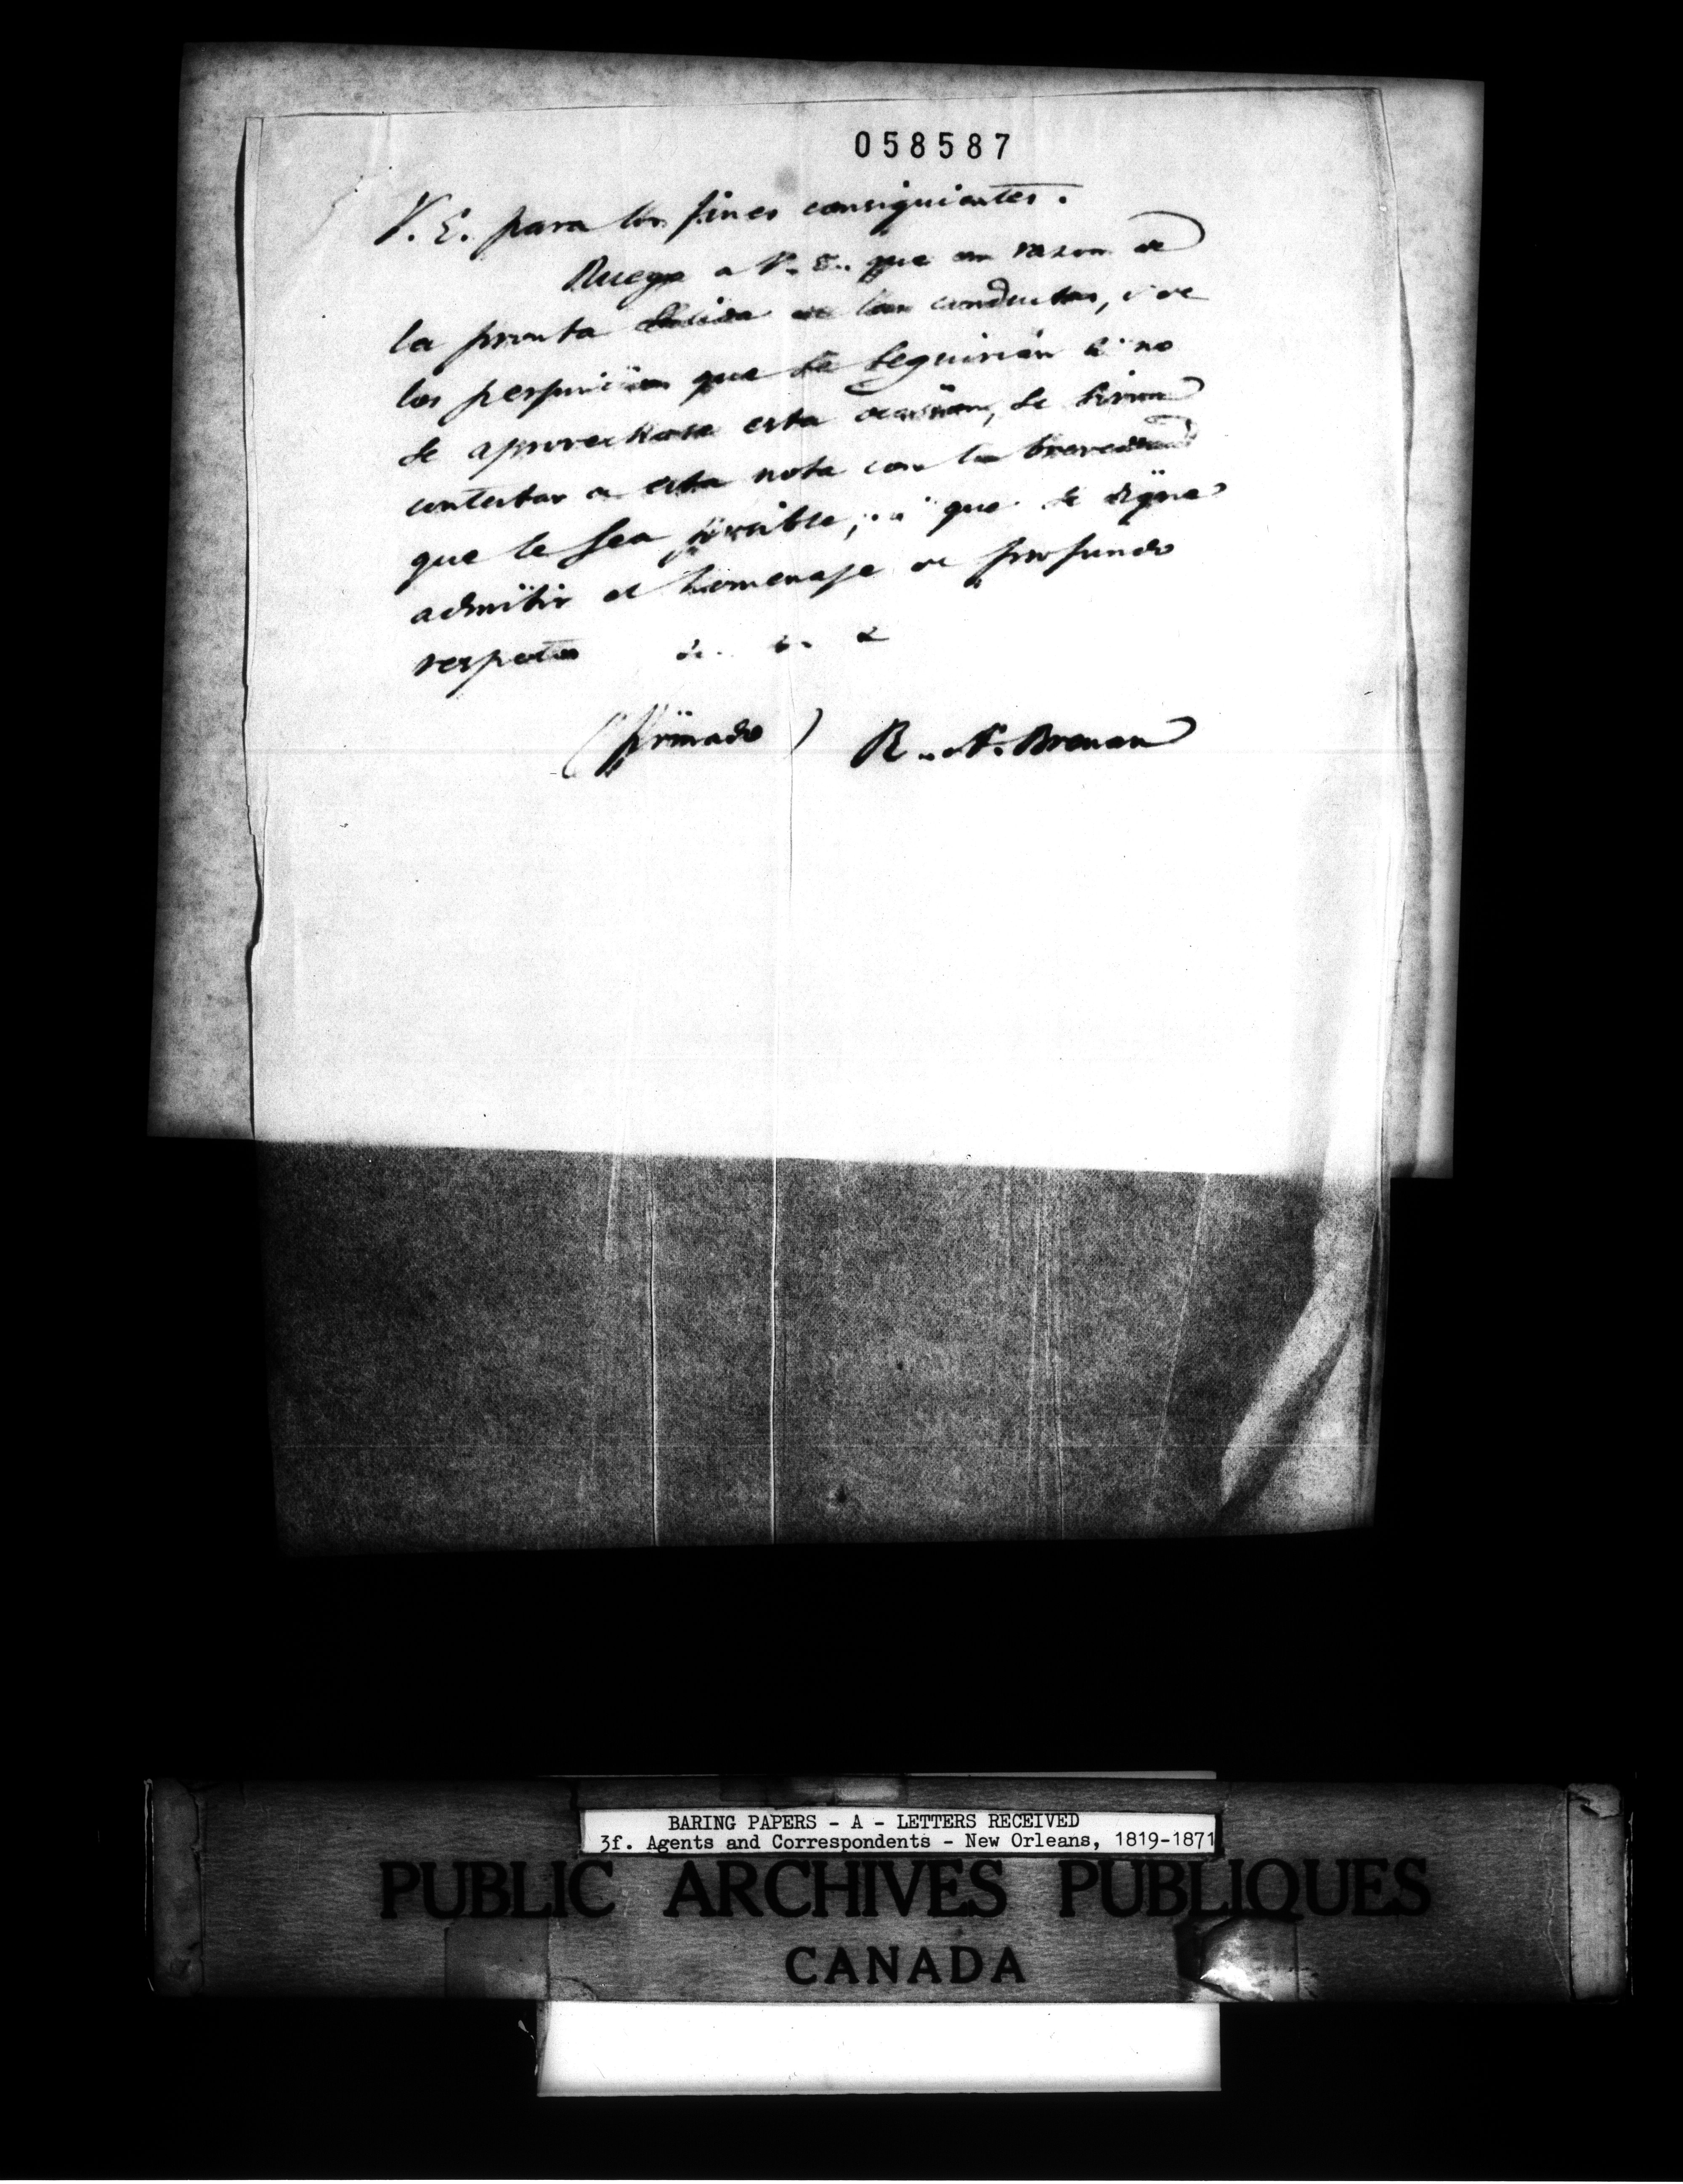 058587
V. E. para los fines consiguientes.
Ruego a V. E. que en razon de
la pronta salida de las conductas, i de
los perjuicios que se seguirian si no
se aprovechase esta ocasion, se sirva
contestar a esta nota con la brevedad
que le sea posible, i que se digne
admitir el homenaje de profundo
respeto &. &. &
(firmado) R. Brenan
BARING PAPERS - A - LETTERS RECEIVED
3f. Agents and Correspondents - New Orleans, 1819-1871
PUBLIC ARCHIVES PUBLIQUES
CANADA